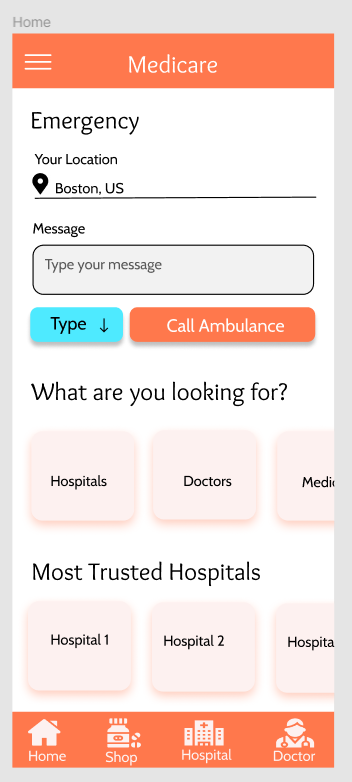 Home
Medicare
Emergency
Your Location
Boston, US
Message
Type your message
Type ↓
Call Ambulance
What are you looking for?
Hospitals
Doctors
Medic
Most Trusted Hospitals
Hospital 1
Hospital 2
Hospita
Home
Shop
Hospital
Doctor